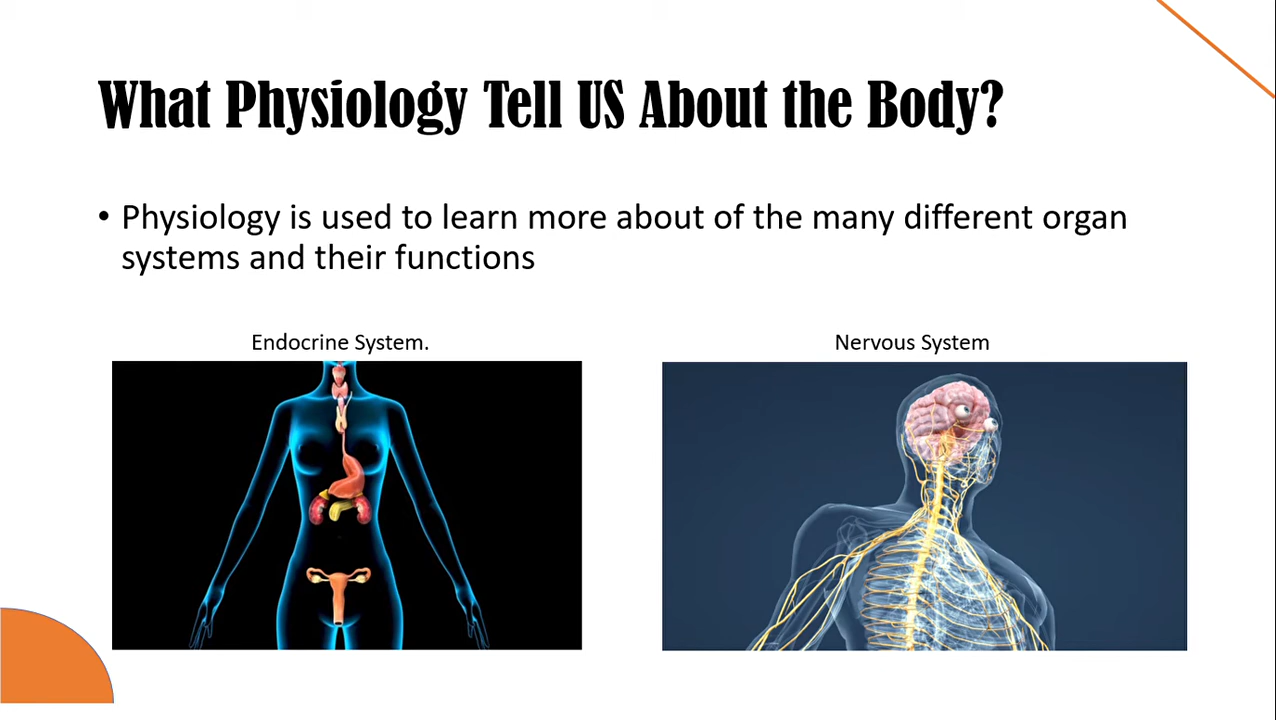 What Physiology Tell US About the Body?
• Physiology is used to learn more about of the many different organ
systems and their functions
Endocrine System.
Nervous System